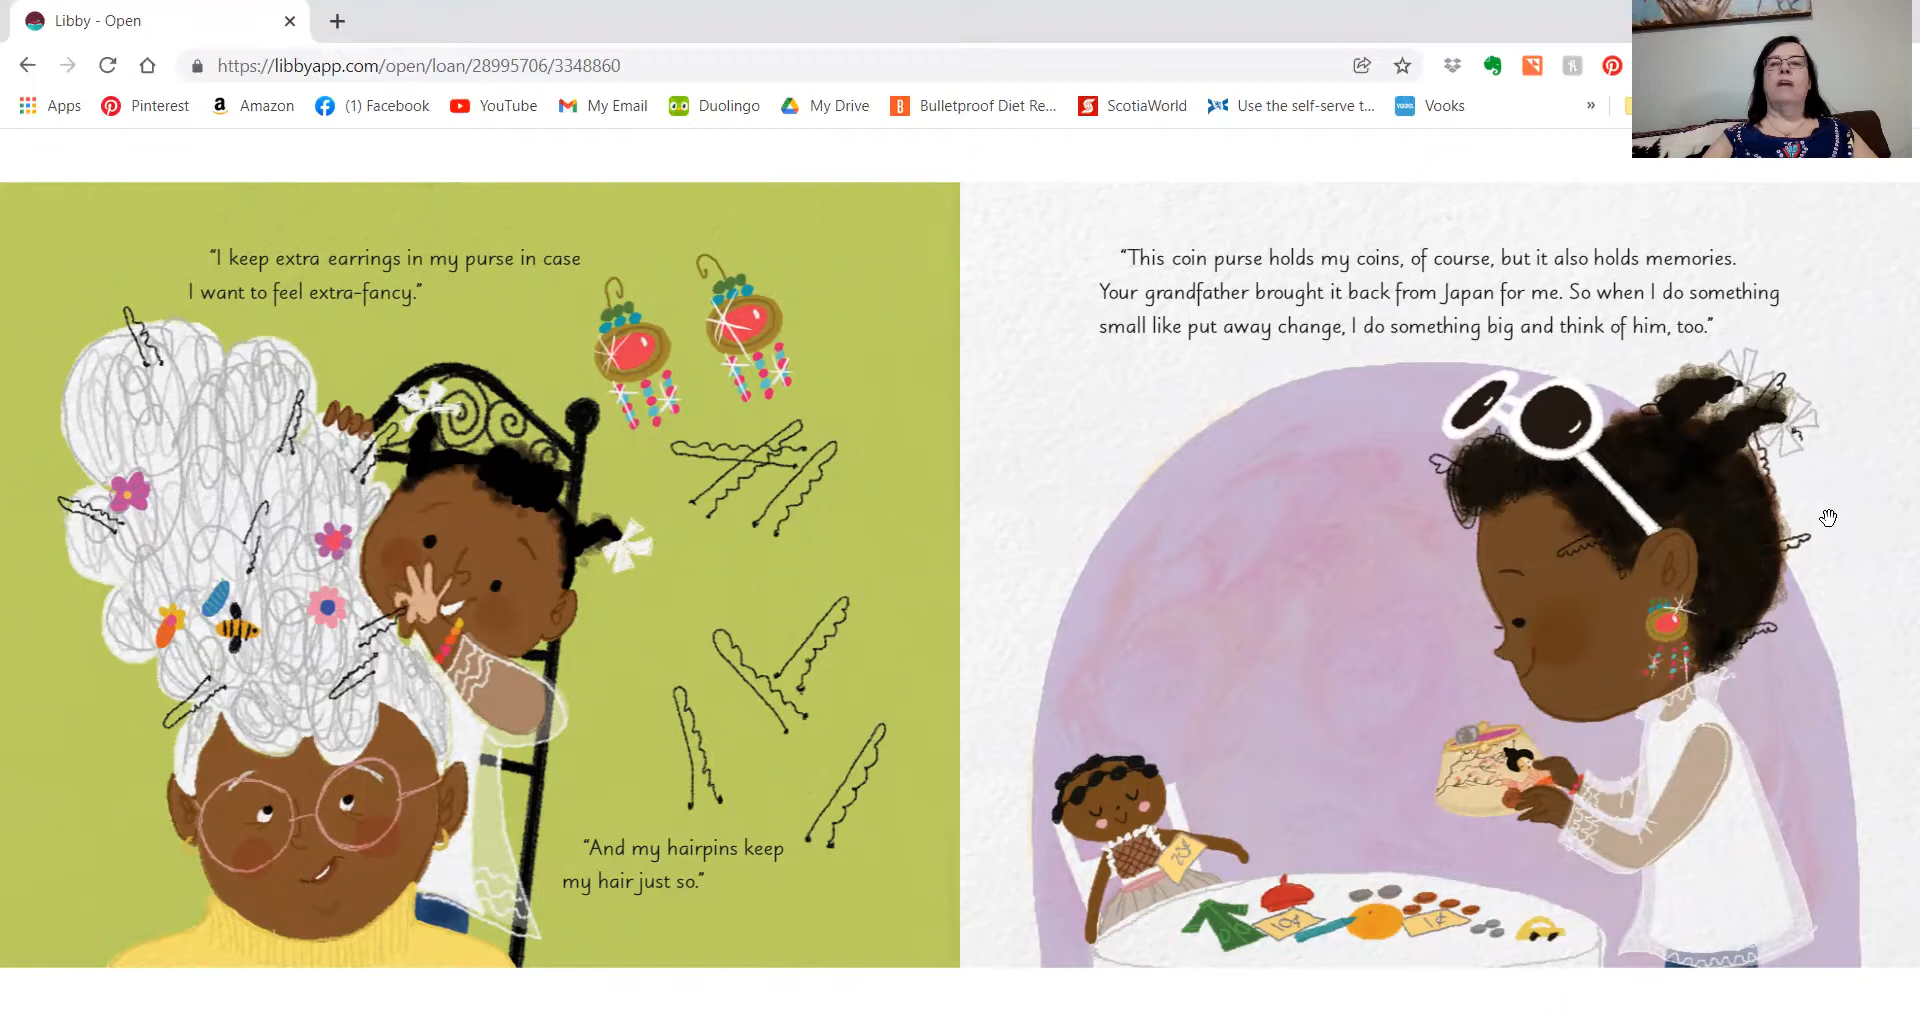 Libby - Open
https://libbyapp.com/open/loan/28995706/3348860
Apps Pinterest Amazon (1) Facebook YouTube My Email Duolingo My Drive Bulletproof Diet Re... ScotiaWorld Use the self-serve t... Vooks »
“I keep extra earrings in my purse in case
I want to feel extra-fancy.”
“And my hairpins keep
my hair just so.”
“This coin purse holds my coins, of course, but it also holds memories.
Your grandfather brought it back from Japan for me. So when I do something
small like put away change, I do something big and think of him, too.”
10¢
1¢